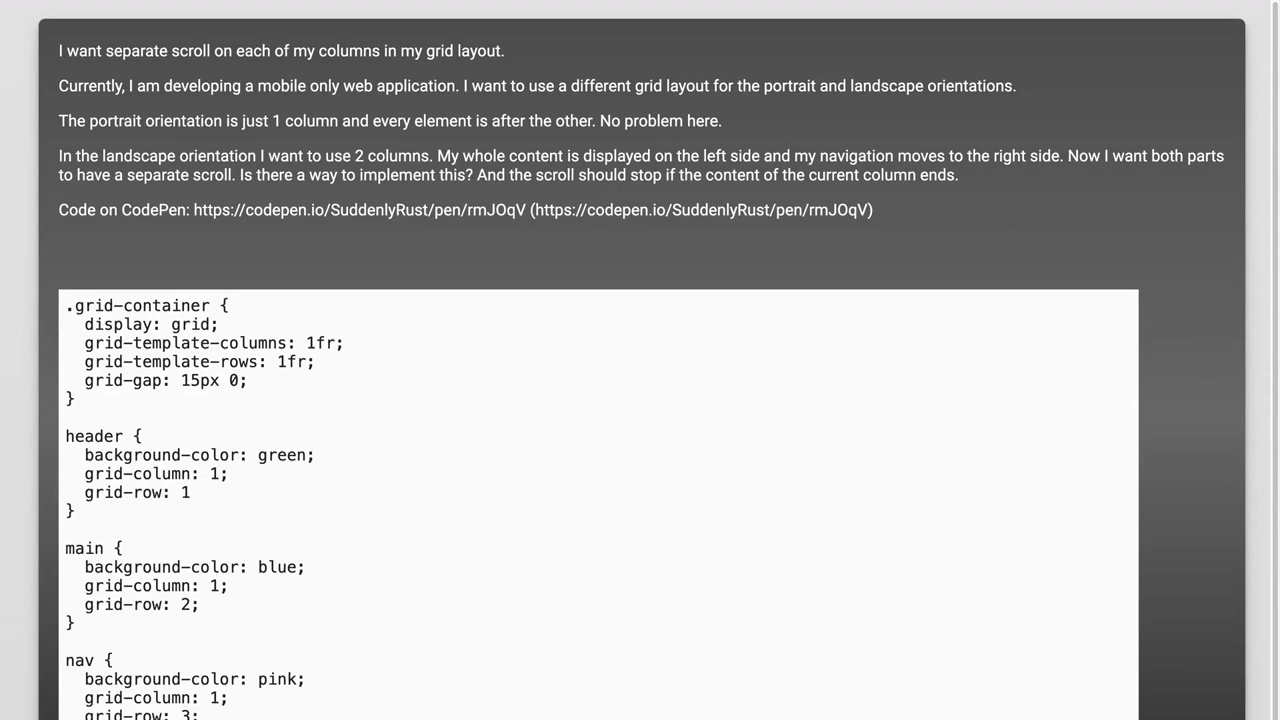 I want separate scroll on each of my columns in my grid layout.
Currently, I am developing a mobile only web application. I want to use a different grid layout for the portrait and landscape orientations.
The portrait orientation is just 1 column and every element is after the other. No problem here.
In the landscape orientation I want to use 2 columns. My whole content is displayed on the left side and my navigation moves to the right side. Now I want both parts
to have a separate scroll. Is there a way to implement this? And the scroll should stop if the content of the current column ends.
Code on CodePen: https://codepen.io/SuddenlyRust/pen/rmJOqV (https://codepen.io/SuddenlyRust/pen/rmJOqV)
.grid-container {
  display: grid;
  grid-template-columns: 1fr;
  grid-template-rows: 1fr;
  grid-gap: 15px 0;
}
header {
  background-color: green;
  grid-column: 1;
  grid-row: 1
}
main {
  background-color: blue;
  grid-column: 1;
  grid-row: 2;
}
nav {
  background-color: pink;
  grid-column: 1;
  grid-row: 3;